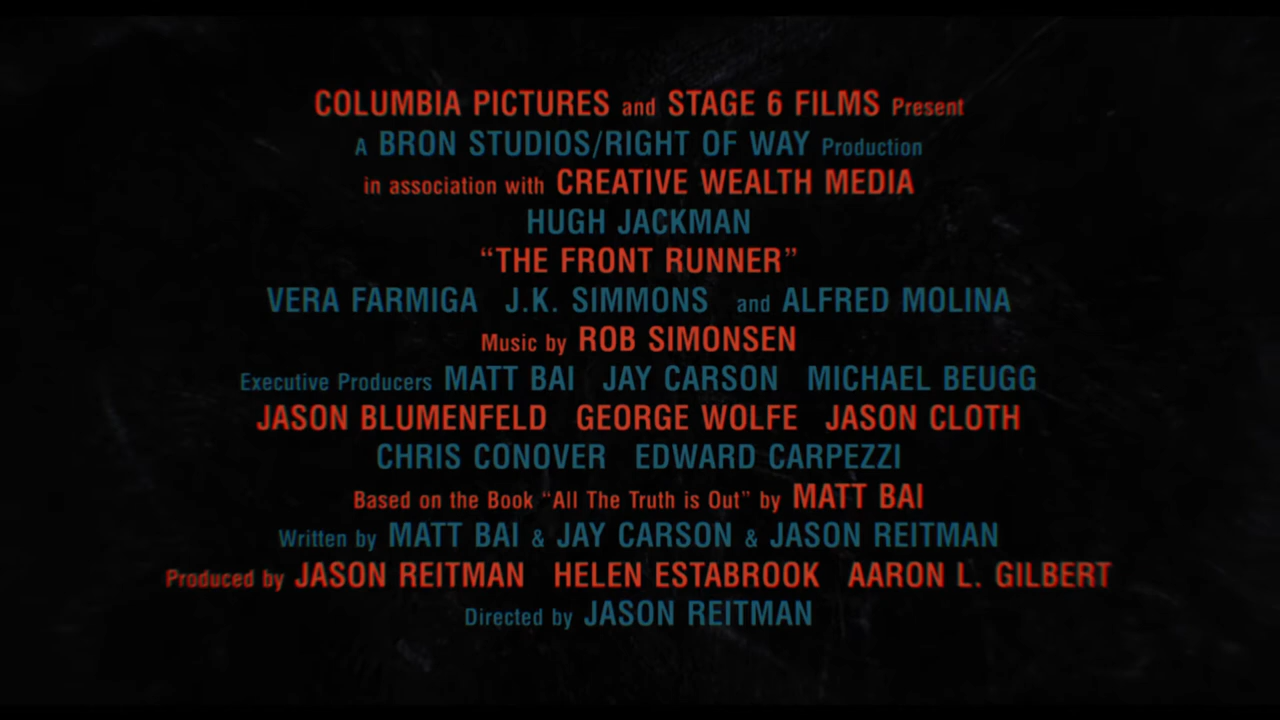 COLUMBIA PICTURES and STAGE 6 FILMS Present
A BRON STUDIOS/RIGHT OF WAY Production
in association with CREATIVE WEALTH MEDIA
HUGH JACKMAN
“THE FRONT RUNNER”
VERA FARMIGA J.K. SIMMONS and ALFRED MOLINA
Music by ROB SIMONSEN
Executive Producers MATT BAI JAY CARSON MICHAEL BEUGG
JASON BLUMENFELD GEORGE WOLFE JASON CLOTH
CHRIS CONOVER EDWARD CARPEZZI
Based on the Book “All The Truth is Out” by MATT BAI
Written by MATT BAI & JAY CARSON & JASON REITMAN
Produced by JASON REITMAN HELEN ESTABROOK AARON L. GILBERT
Directed by JASON REITMAN